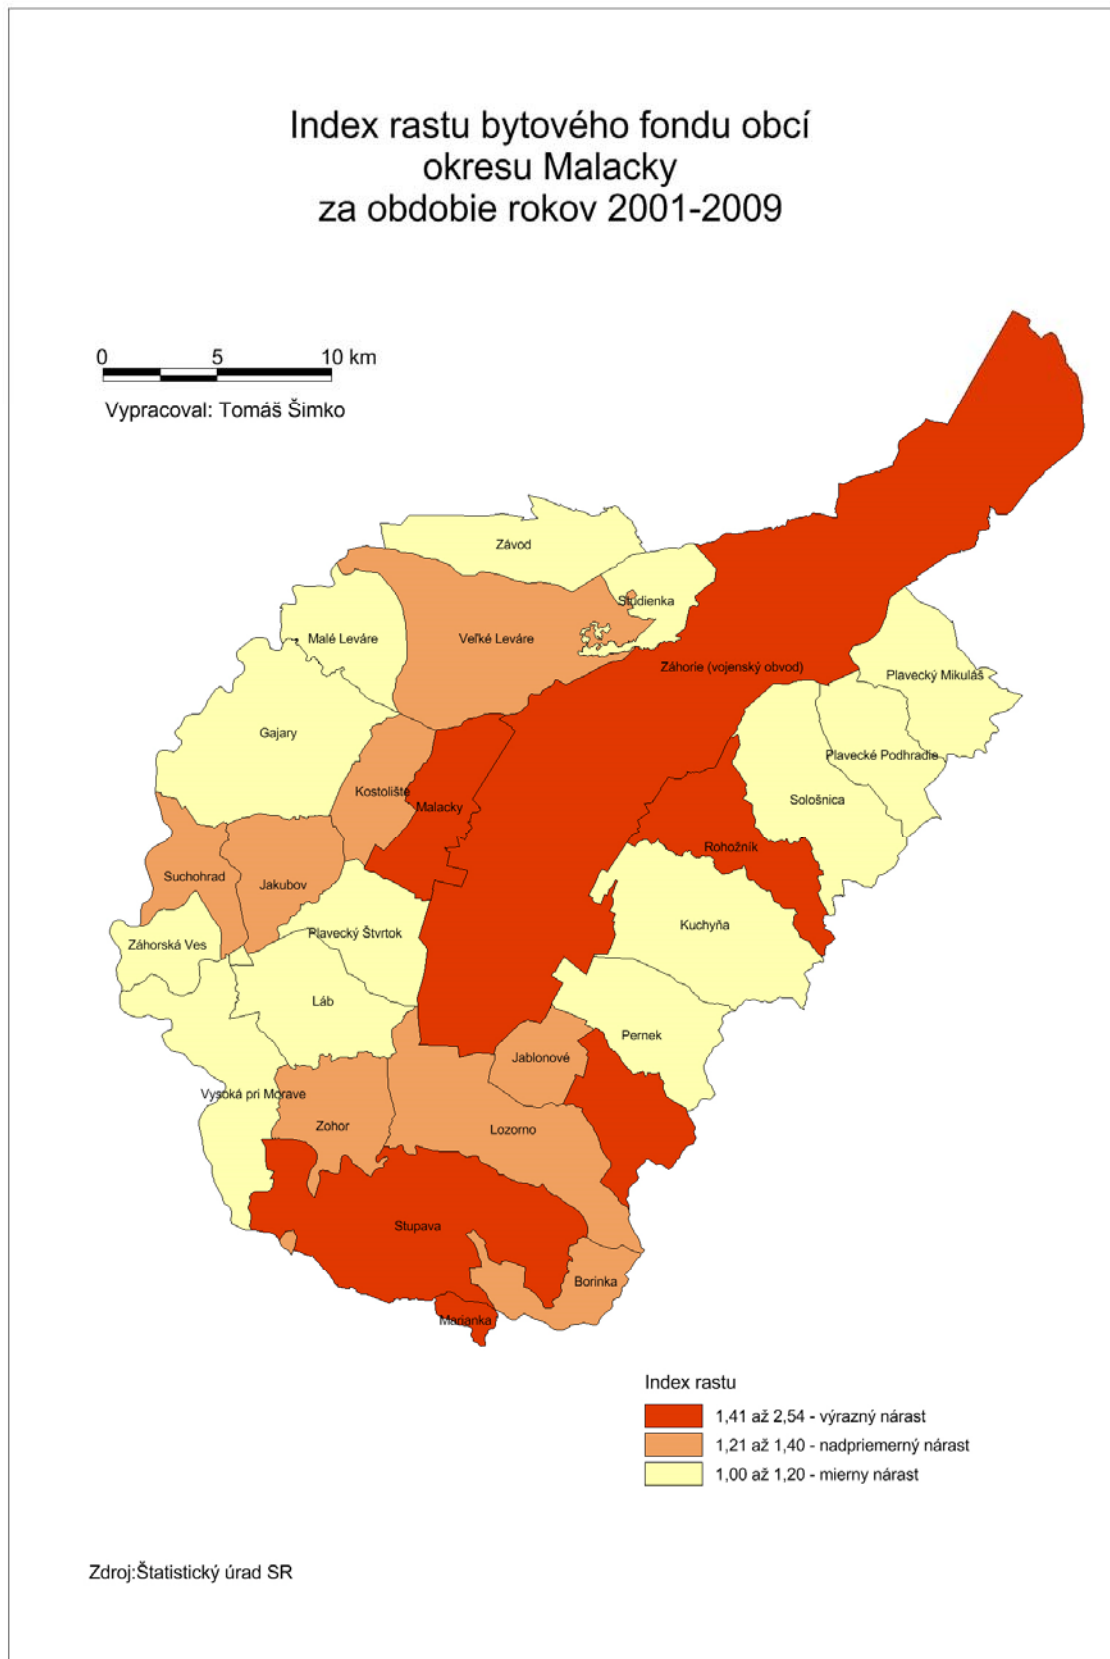 Index rastu bytového fondu obcí
okresu Malacky
za obdobie rokov 2001-2009
0 5 10 km
Vypracoval: Tomáš Šimko
Závod
Studienka
Malé Leváre
Veľké Leváre
Záhorie (vojenský obvod)
Plavecký Mikuláš
Gajary
Plavecké Podhradie
Kostolište
Malacky
Sološnica
Rohožník
Suchohrad
Jakubov
Kuchyňa
Plavecký Štvrtok
Záhorská Ves
Láb
Pernek
Jablonové
Vysoká pri Morave
Zohor
Lozorno
Stupava
Borinka
Marianka
Index rastu
1,41 až 2,54 - výrazný nárast
1,21 až 1,40 - nadpriemerný nárast
1,00 až 1,20 - mierny nárast
Zdroj:Štatistický úrad SR